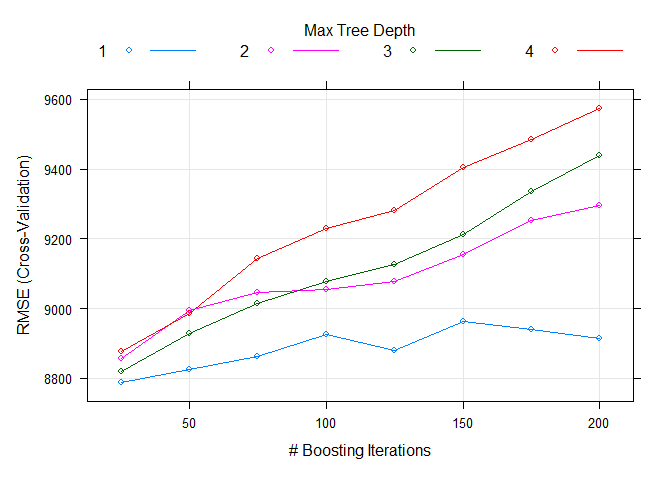 Max Tree Depth
1 2 3 4
9600
9400
9200
9000
8800
RMSE (Cross-Validation)
50 100 150 200
# Boosting Iterations